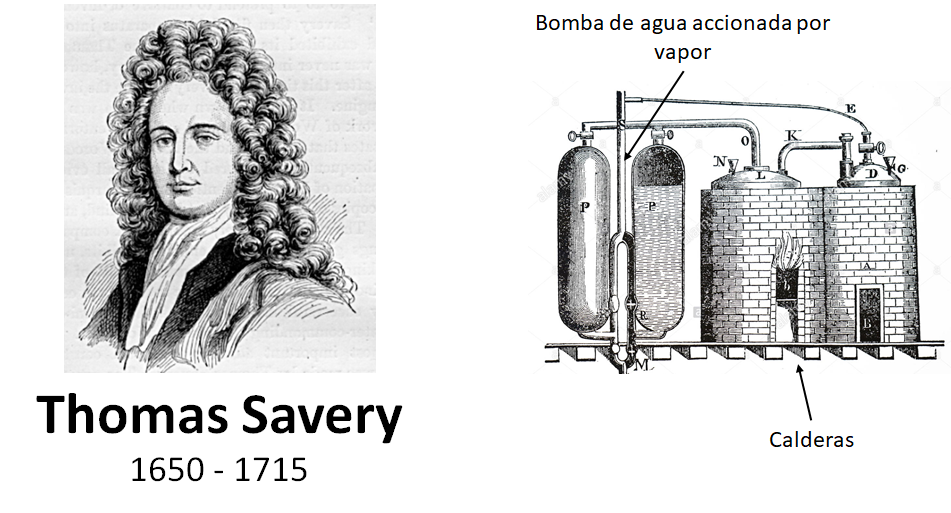 Bomba de agua accionada por
vapor
E
O
K
N
L
D
G
P
P
A
R
M
Thomas Savery
1650 - 1715
Calderas